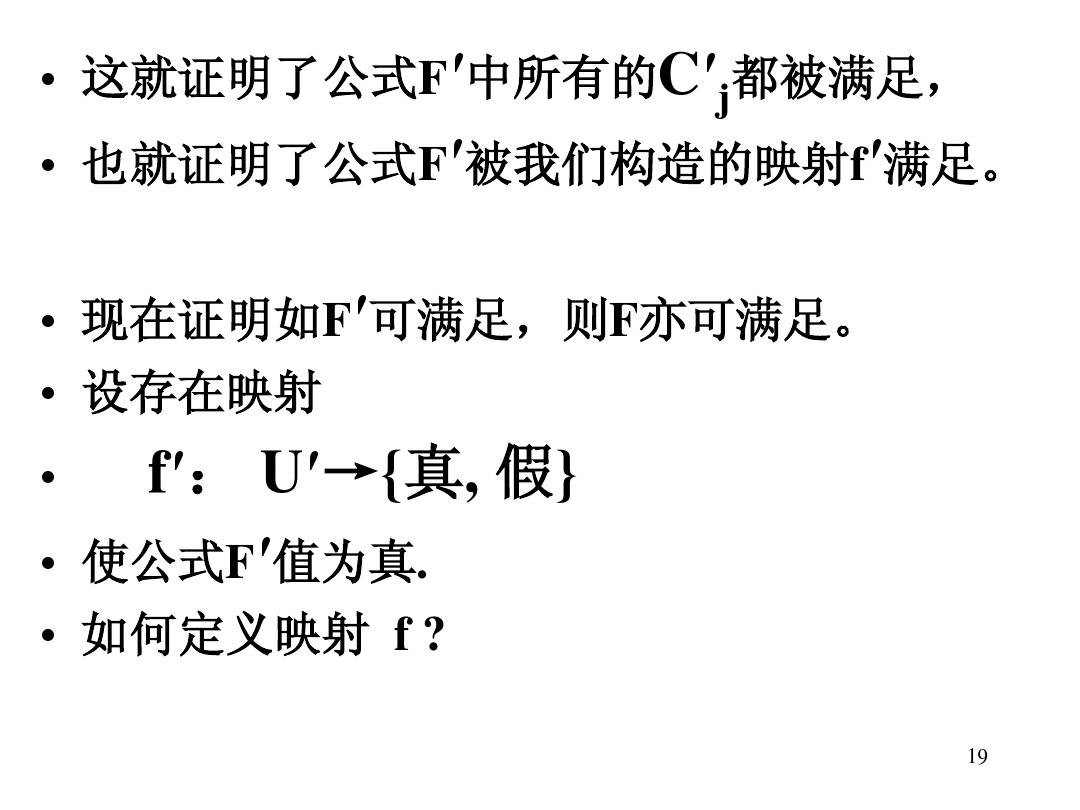 • 这就证明了公式F′中所有的C′j都被满足，
• 也就证明了公式F′被我们构造的映射f′满足。
• 现在证明如F′可满足，则F亦可满足。
• 设存在映射
• f′： U′→{真, 假}
• 使公式F′值为真.
• 如何定义映射 f ?
19